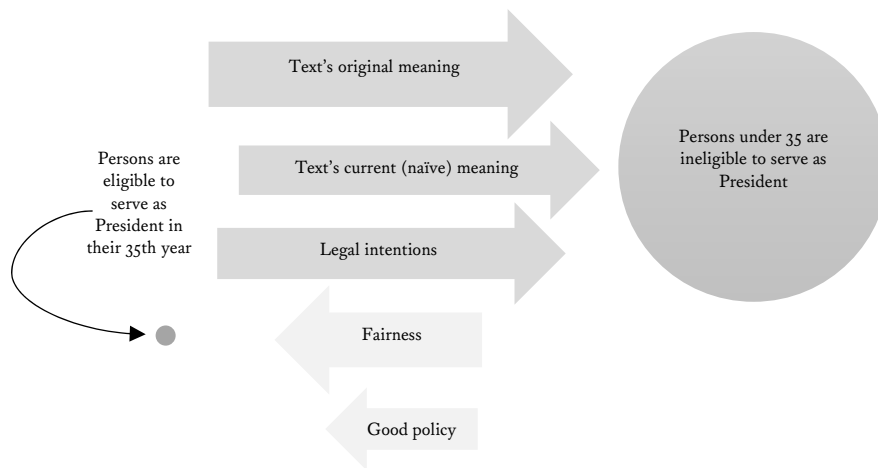 Text's original meaning
Persons under 35 are
ineligible to serve as
President
Persons are
eligible to
serve as
President in
their 35th year
Text's current (naïve) meaning
Legal intentions
Fairness
Good policy